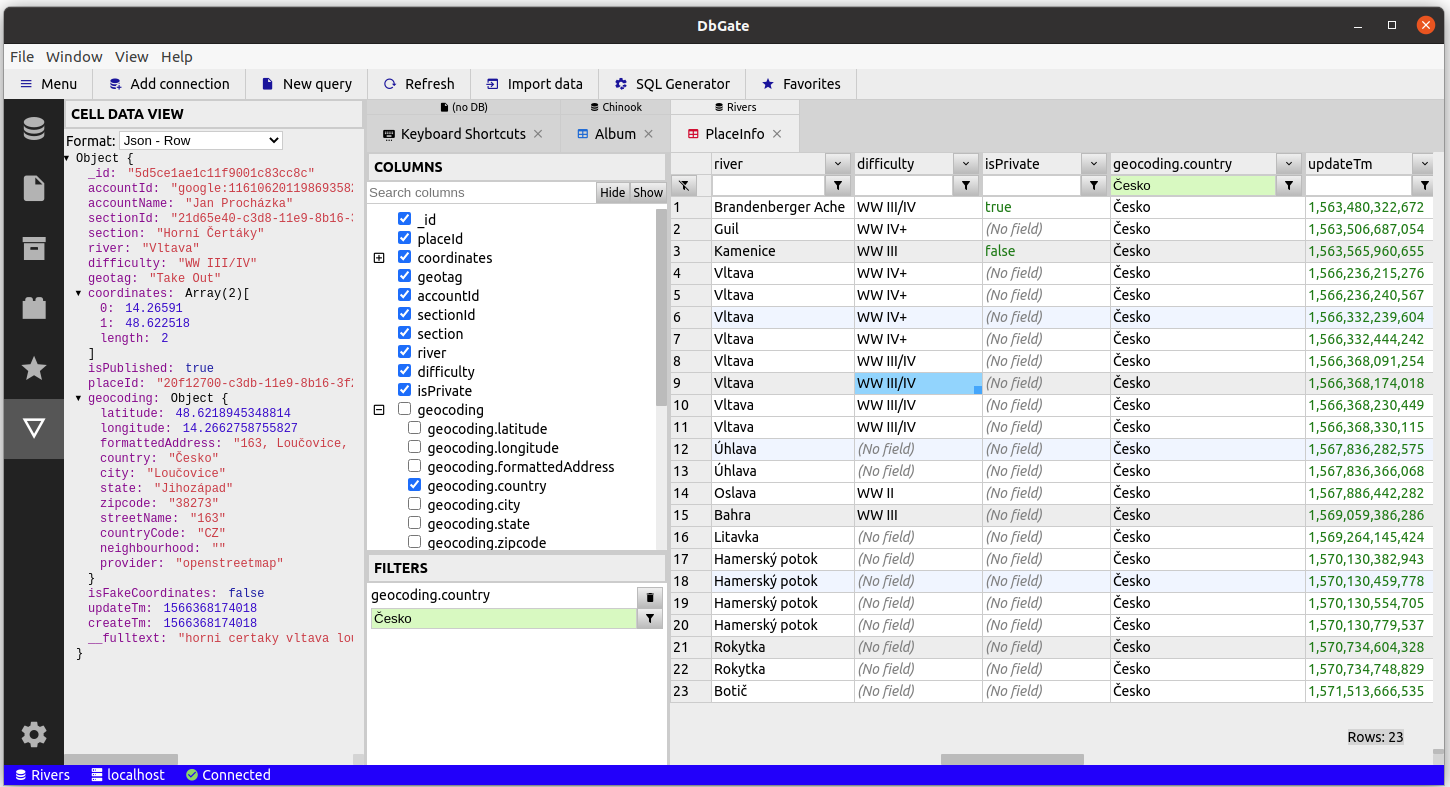 DbGate
File Window View Help
Menu Add connection New query Refresh Import data SQL Generator Favorites
CELL DATA VIEW
Format: Json - Row
Object {
_id: "5d5ce1ae1c11f9001c83cc8c"
accountId: "google:116106201198693582
accountName: "Jan Procházka"
sectionId: "21d65e40-c3d8-11e9-8b16-3
section: "Horní Čertáky"
river: "Vltava"
difficulty: "WW III/IV"
geotag: "Take Out"
coordinates: Array(2)[
0: 14.26591
1: 48.622518
length: 2
]
isPublished: true
placeId: "20f12700-c3db-11e9-8b16-3f2
geocoding: Object {
latitude: 48.6218945348814
longitude: 14.2662758755827
formattedAddress: "163, Loučovice,
country: "Česko"
city: "Loučovice"
state: "Jihozápad"
zipcode: "38273"
streetName: "163"
countryCode: "CZ"
neighbourhood: ""
provider: "openstreetmap"
}
isFakeCoordinates: false
updateTm: 1566368174018
createTm: 1566368174018
__fulltext: "horni certaky vltava lou
}
(no DB) Chinook Rivers
Keyboard Shortcuts Album PlaceInfo
COLUMNS
Search columns Hide Show
_id
placeId
coordinates
geotag
accountId
sectionId
section
river
difficulty
isPrivate
geocoding
geocoding.latitude
geocoding.longitude
geocoding.formattedAddress
geocoding.country
geocoding.city
geocoding.state
geocoding.zipcode
FILTERS
geocoding.country
Česko
river difficulty isPrivate geocoding.country updateTm
Česko
1 Brandenberger Ache WW III/IV true Česko 1,563,480,322,672
2 Guil WW IV+ (No field) Česko 1,563,506,687,054
3 Kamenice WW III false Česko 1,563,565,960,655
4 Vltava WW IV+ (No field) Česko 1,566,236,215,276
5 Vltava WW IV+ (No field) Česko 1,566,236,240,567
6 Vltava WW IV+ (No field) Česko 1,566,332,239,604
7 Vltava WW IV+ (No field) Česko 1,566,332,444,242
8 Vltava WW III/IV (No field) Česko 1,566,368,091,254
9 Vltava WW III/IV (No field) Česko 1,566,368,174,018
10 Vltava WW III/IV (No field) Česko 1,566,368,230,449
11 Vltava WW III/IV (No field) Česko 1,566,368,330,115
12 Úhlava (No field) (No field) Česko 1,567,836,282,575
13 Úhlava (No field) (No field) Česko 1,567,836,366,068
14 Oslava WW II (No field) Česko 1,567,886,442,282
15 Bahra WW III (No field) Česko 1,569,059,386,286
16 Litavka (No field) (No field) Česko 1,569,264,145,424
17 Hamerský potok (No field) (No field) Česko 1,570,130,382,943
18 Hamerský potok (No field) (No field) Česko 1,570,130,459,778
19 Hamerský potok (No field) (No field) Česko 1,570,130,554,705
20 Hamerský potok (No field) (No field) Česko 1,570,130,779,537
21 Rokytka (No field) (No field) Česko 1,570,734,604,328
22 Rokytka (No field) (No field) Česko 1,570,734,748,829
23 Botič (No field) (No field) Česko 1,571,513,666,535
Rows: 23
Rivers localhost Connected